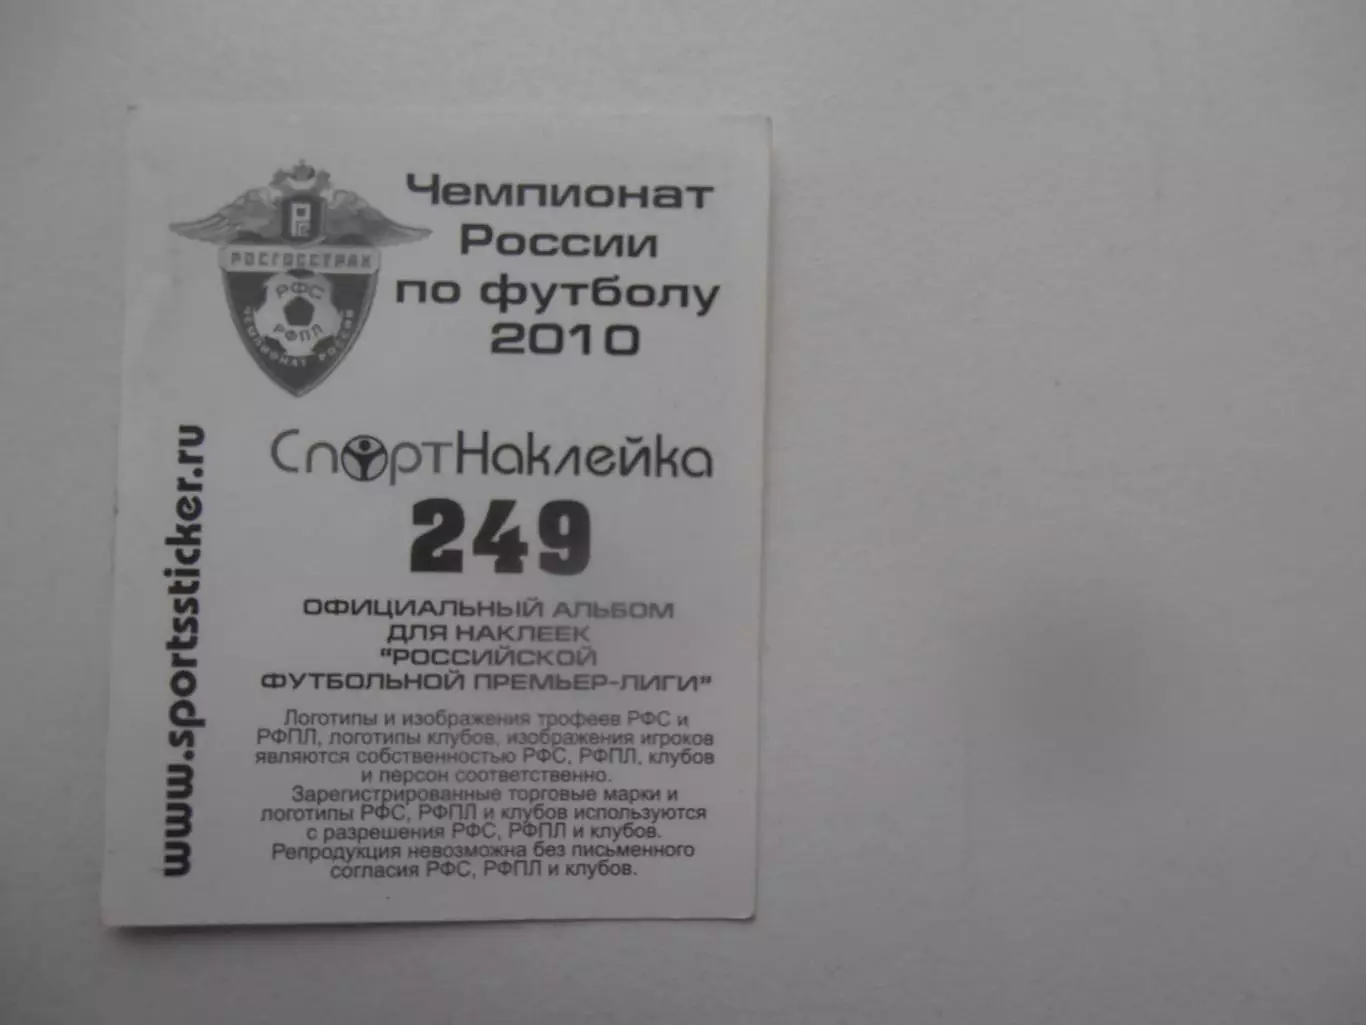 РГС
РОСГОССТРАХ
РФС
РФПЛ
ЧЕМПИОНАТ РОССИИ
Чемпионат
России
по футболу
2010
www.sportssticker.ru
СпортНаклейка
249
ОФИЦИАЛЬНЫЙ АЛЬБОМ
ДЛЯ НАКЛЕЕК
"РОССИЙСКОЙ
ФУТБОЛЬНОЙ ПРЕМЬЕР-ЛИГИ"
Логотипы и изображения трофеев РФС и
РФПЛ, логотипы клубов, изображения игроков
являются собственностью РФС, РФПЛ, клубов
и персон соответственно.
Зарегистрированные торговые марки и
логотипы РФС, РФПЛ и клубов используются
с разрешения РФС, РФПЛ и клубов.
Репродукция невозможна без письменного
согласия РФС, РФПЛ и клубов.